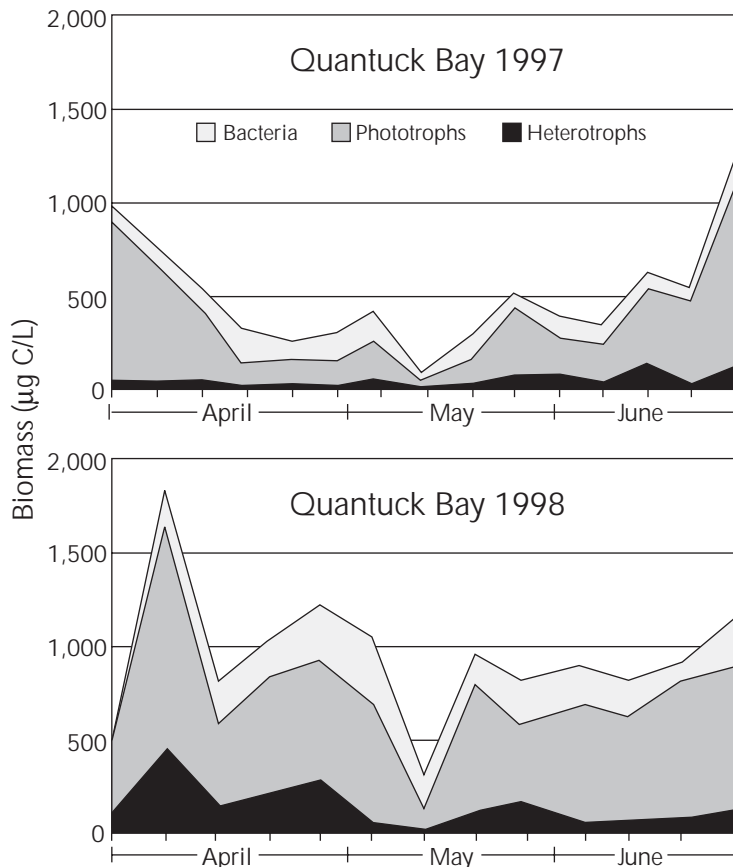 2,000
Quantuck Bay 1997
1,500
Bacteria Phototrophs Heterotrophs
1,000
500
0
April May June
Biomass (µg C/L)
2,000
Quantuck Bay 1998
1,500
1,000
500
0
April May June